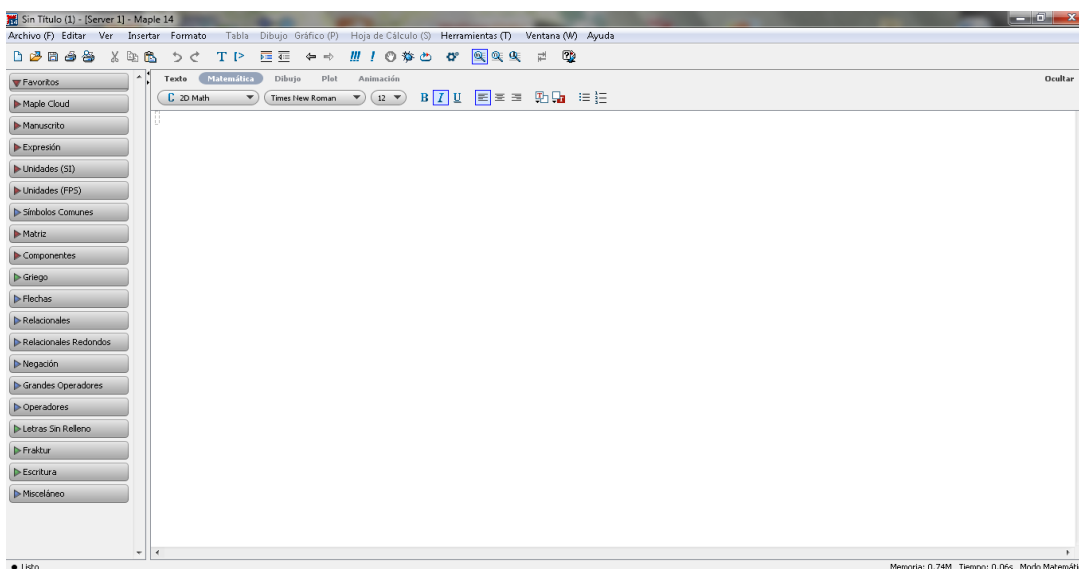 Sin Título (1) - [Server 1] - Maple 14
Archivo (F) Editar Ver Insertar Formato Tabla Dibujo Gráfico (P) Hoja de Cálculo (S) Herramientas (T) Ventana (W) Ayuda
Texto Matemática Dibujo Plot Animación Ocultar
C 2D Math Times New Roman 12 B I U
Favoritos
Maple Cloud
Manuscrito
Expresión
Unidades (SI)
Unidades (FPS)
Símbolos Comunes
Matriz
Componentes
Griego
Flechas
Relacionales
Relacionales Redondos
Negación
Grandes Operadores
Operadores
Letras Sin Relleno
Fraktur
Escritura
Misceláneo
Listo Memoria: 0.74M Tiempo: 0.06s Modo Matemáti